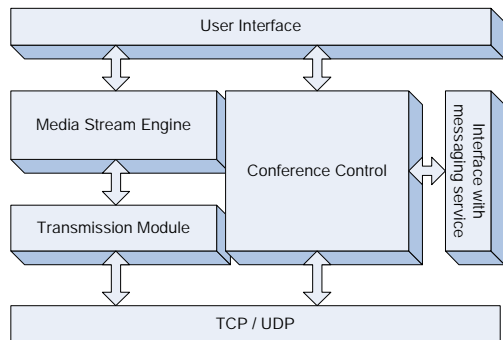 User Interface
Media Stream Engine
Conference Control
Interface with
messaging service
Transmission Module
TCP / UDP